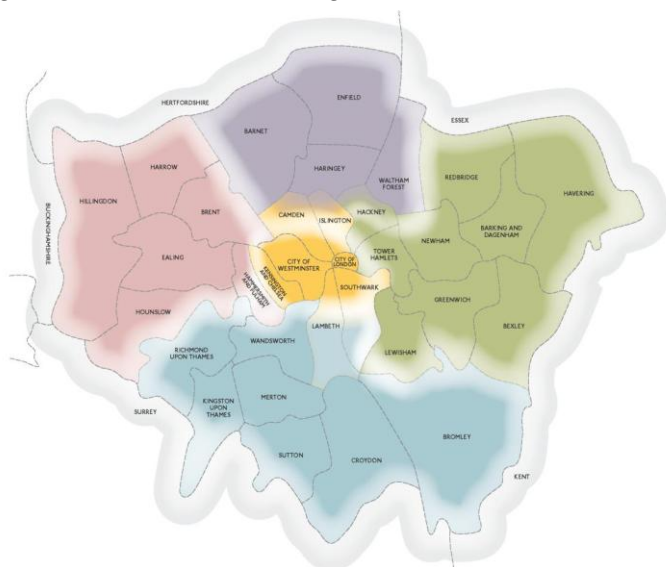 ENFIELD
HERTFORDSHIRE
ESSEX
BARNET
HARROW
HARINGEY
WALTHAM
FOREST
REDBRIDGE
HAVERING
HILLINGDON
BRENT
CAMDEN
ISLINGTON
HACKNEY
BARKING AND
DAGENHAM
BUCKINGHAMSHIRE
EALING
NEWHAM
TOWER
HAMLETS
CITY OF
WESTMINSTER
CITY OF
LONDON
KENSINGTON
AND CHELSEA
HAMMERSMITH
AND FULHAM
SOUTHWARK
HOUNSLOW
GREENWICH
LAMBETH
BEXLEY
WANDSWORTH
RICHMOND
UPON THAMES
LEWISHAM
MERTON
KINGSTON
UPON
THAMES
SURREY
BROMLEY
SUTTON
CROYDON
KENT